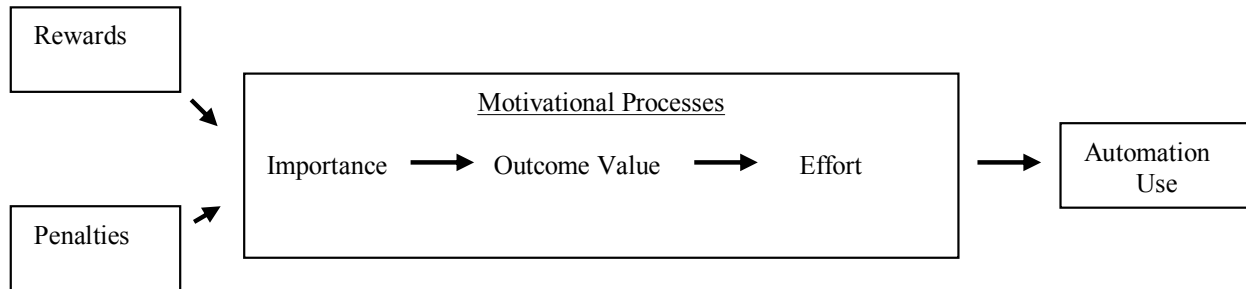 Rewards
Motivational Processes
Importance
Outcome Value
Effort
Automation
Use
Penalties